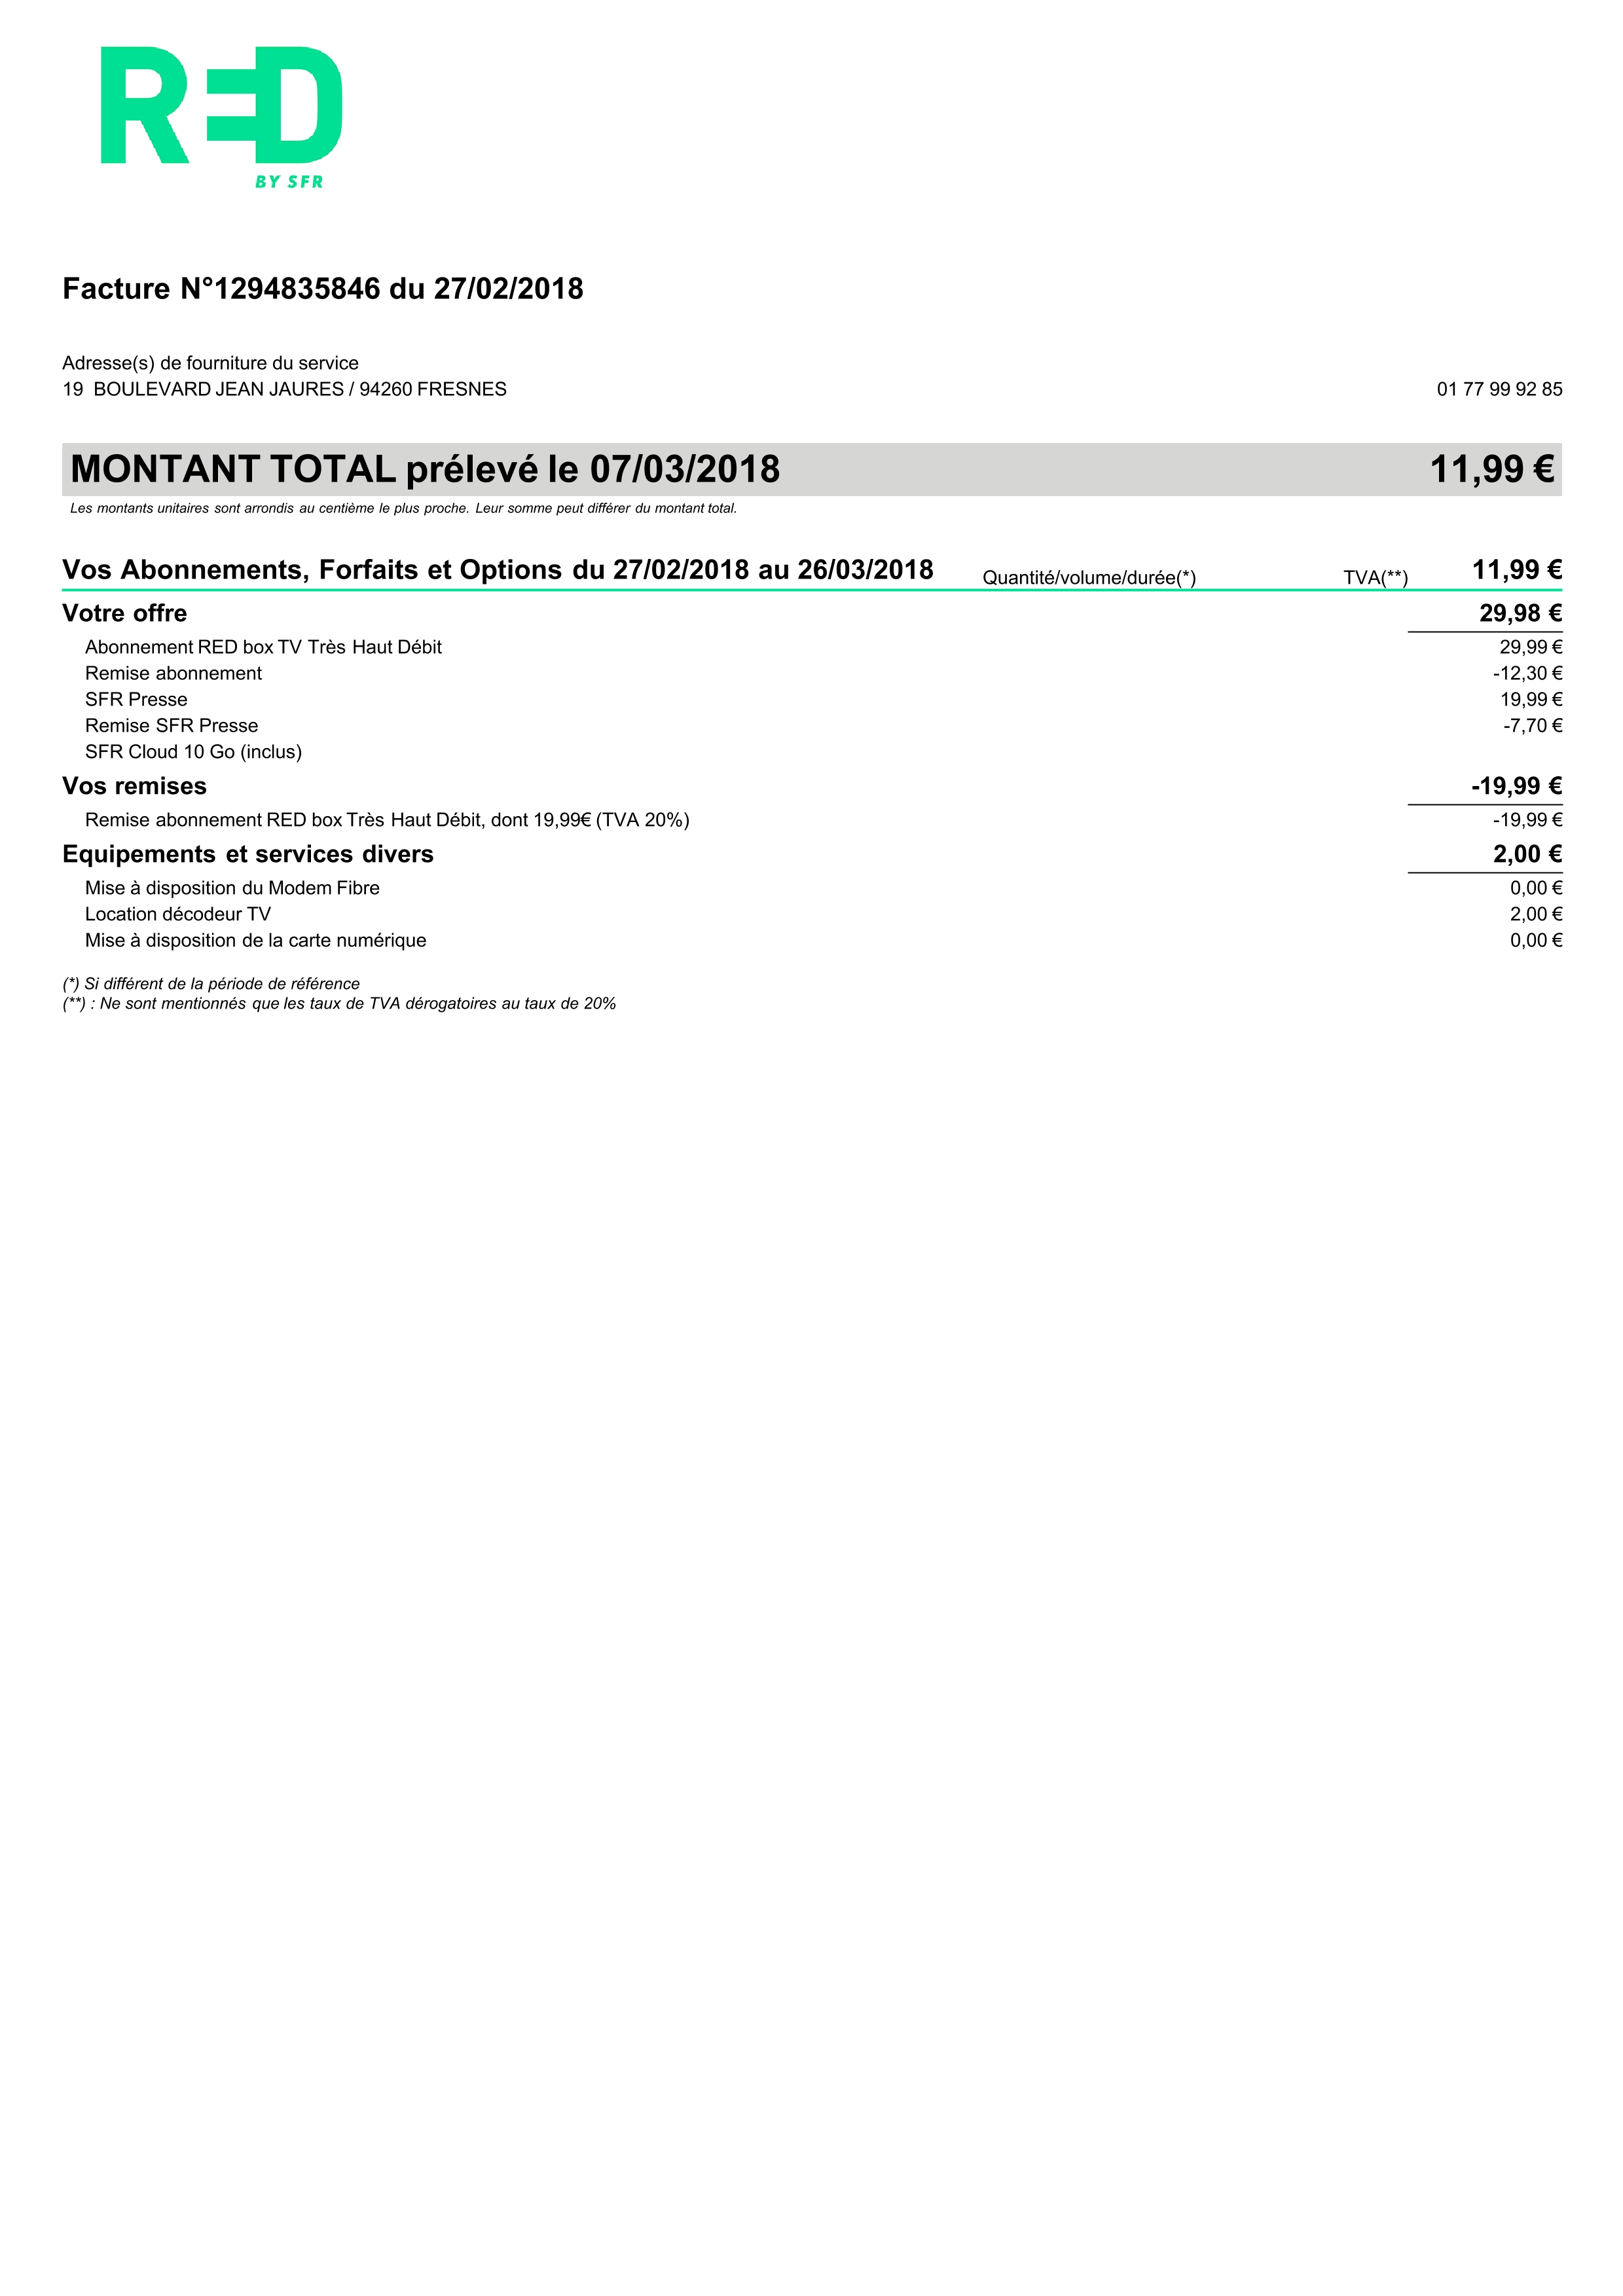 RED
BY SFR
Facture N°1294835846 du 27/02/2018
Adresse(s) de fourniture du service
19 BOULEVARD JEAN JAURES / 94260 FRESNES 01 77 99 92 85
MONTANT TOTAL prélevé le 07/03/2018 11,99 €
Les montants unitaires sont arrondis au centième le plus proche. Leur somme peut différer du montant total.
Vos Abonnements, Forfaits et Options du 27/02/2018 au 26/03/2018 Quantité/volume/durée(*) TVA(**) 11,99 €
Votre offre 29,98 €
Abonnement RED box TV Très Haut Débit 29,99 €
Remise abonnement -12,30 €
SFR Presse 19,99 €
Remise SFR Presse -7,70 €
SFR Cloud 10 Go (inclus)
Vos remises -19,99 €
Remise abonnement RED box Très Haut Débit, dont 19,99€ (TVA 20%) -19,99 €
Equipements et services divers 2,00 €
Mise à disposition du Modem Fibre 0,00 €
Location décodeur TV 2,00 €
Mise à disposition de la carte numérique 0,00 €
(*) Si différent de la période de référence
(**) : Ne sont mentionnés que les taux de TVA dérogatoires au taux de 20%